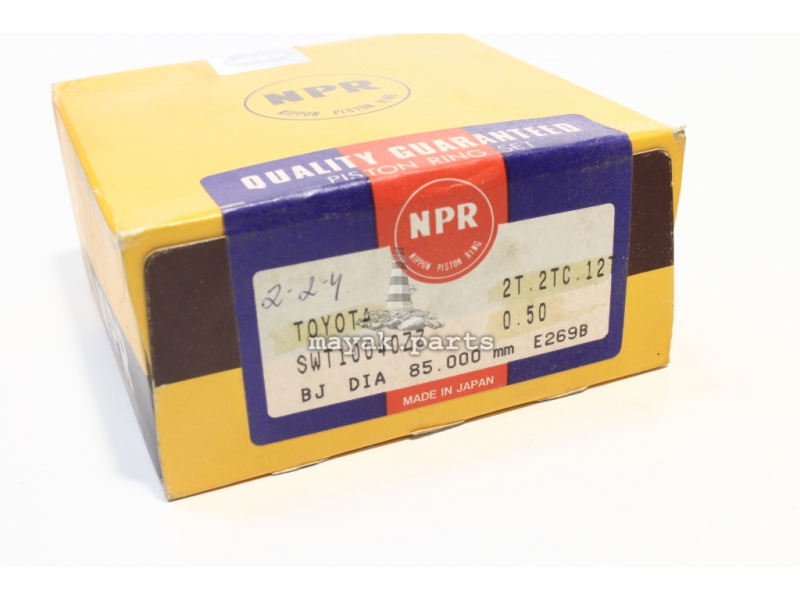 NPR
NIPPON PISTON RING
QUALITY GUARANTEED
PISTON RING SET
NPR
NIPPON PISTON RING
2-2-4
TOYOTA 2T.2TC.12T
SWT10040ZZ 0.50
mayak-parts
BJ DIA 85.000 mm E269B
MADE IN JAPAN